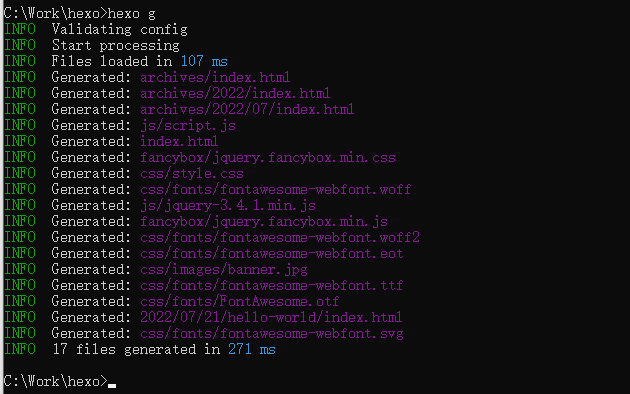 C:\Work\hexo>hexo g
INFO  Validating config
INFO  Start processing
INFO  Files loaded in 107 ms
INFO  Generated: archives/index.html
INFO  Generated: archives/2022/index.html
INFO  Generated: archives/2022/07/index.html
INFO  Generated: js/script.js
INFO  Generated: index.html
INFO  Generated: fancybox/jquery.fancybox.min.css
INFO  Generated: css/style.css
INFO  Generated: css/fonts/fontawesome-webfont.woff
INFO  Generated: js/jquery-3.4.1.min.js
INFO  Generated: fancybox/jquery.fancybox.min.js
INFO  Generated: css/fonts/fontawesome-webfont.woff2
INFO  Generated: css/fonts/fontawesome-webfont.eot
INFO  Generated: css/images/banner.jpg
INFO  Generated: css/fonts/fontawesome-webfont.ttf
INFO  Generated: css/fonts/FontAwesome.otf
INFO  Generated: 2022/07/21/hello-world/index.html
INFO  Generated: css/fonts/fontawesome-webfont.svg
INFO  17 files generated in 271 ms
C:\Work\hexo>